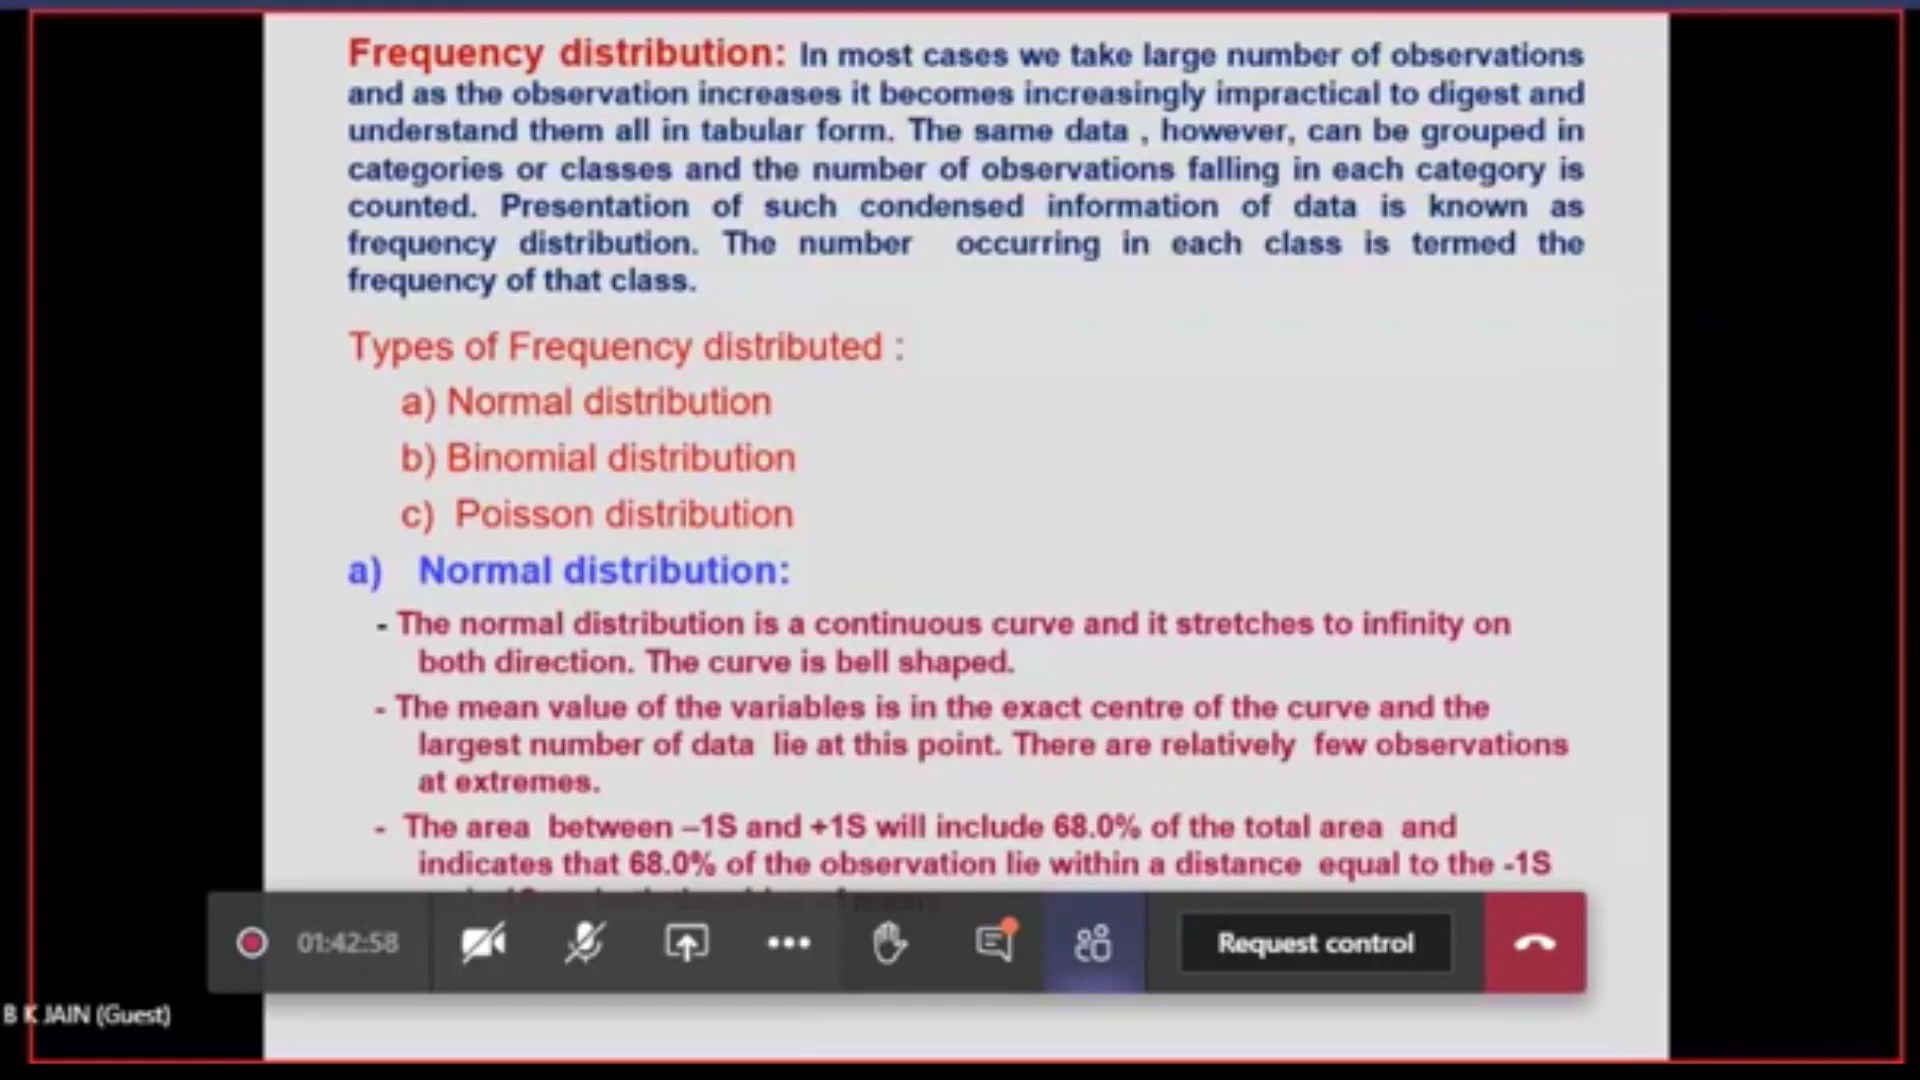 Frequency distribution: In most cases we take large number of observations
and as the observation increases it becomes increasingly impractical to digest and
understand them all in tabular form. The same data , however, can be grouped in
categories or classes and the number of observations falling in each category is
counted. Presentation of such condensed information of data is known as
frequency distribution. The number occurring in each class is termed the
frequency of that class.
Types of Frequency distributed :
a) Normal distribution
b) Binomial distribution
c) Poisson distribution
a) Normal distribution:
- The normal distribution is a continuous curve and it stretches to infinity on
both direction. The curve is bell shaped.
- The mean value of the variables is in the exact centre of the curve and the
largest number of data lie at this point. There are relatively few observations
at extremes.
- The area between –1S and +1S will include 68.0% of the total area and
indicates that 68.0% of the observation lie within a distance equal to the -1S
01:42:58
Request control
B K JAIN (Guest)